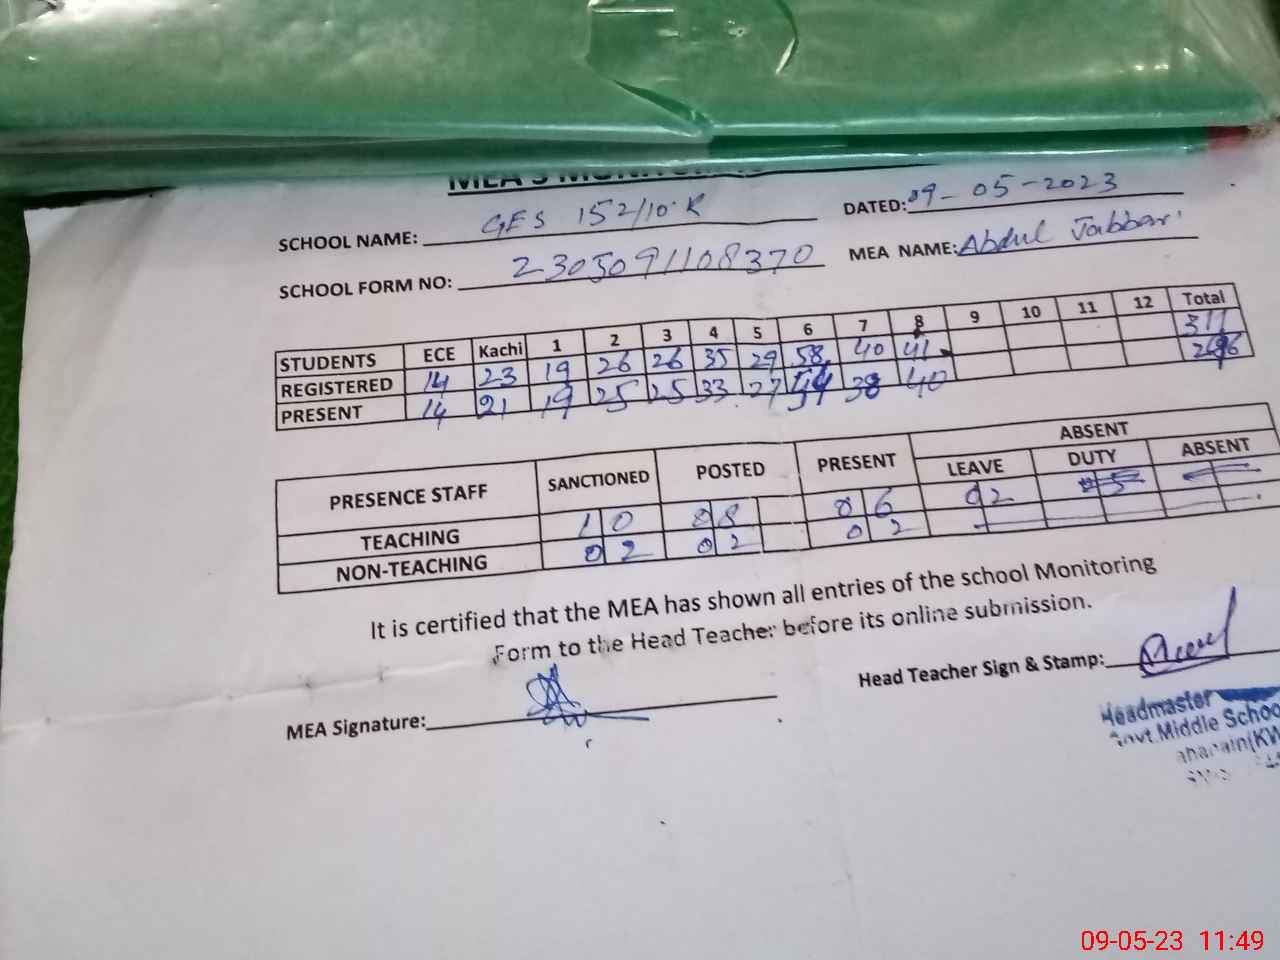 MEA'S MONITORING
SCHOOL NAME: GES 152/10.R DATED: 09-05-2023
SCHOOL FORM NO: 2305091108370 MEA NAME: Abdul Jabbar
STUDENTS ECE Kachi 1 2 3 4 5 6 7 8 9 10 11 12 Total
REGISTERED 14 23 19 26 26 35 29 58 40 41 311
PRESENT 14 21 19 25 25 33 27 54 38 40 296
PRESENCE STAFF SANCTIONED POSTED PRESENT ABSENT
LEAVE DUTY ABSENT
TEACHING 10 08 06 02
NON-TEACHING 02 02 02
It is certified that the MEA has shown all entries of the school Monitoring
Form to the Head Teacher before its online submission.
MEA Signature: Head Teacher Sign & Stamp:
Headmaster
Govt.Middle School
09-05-23 11:49